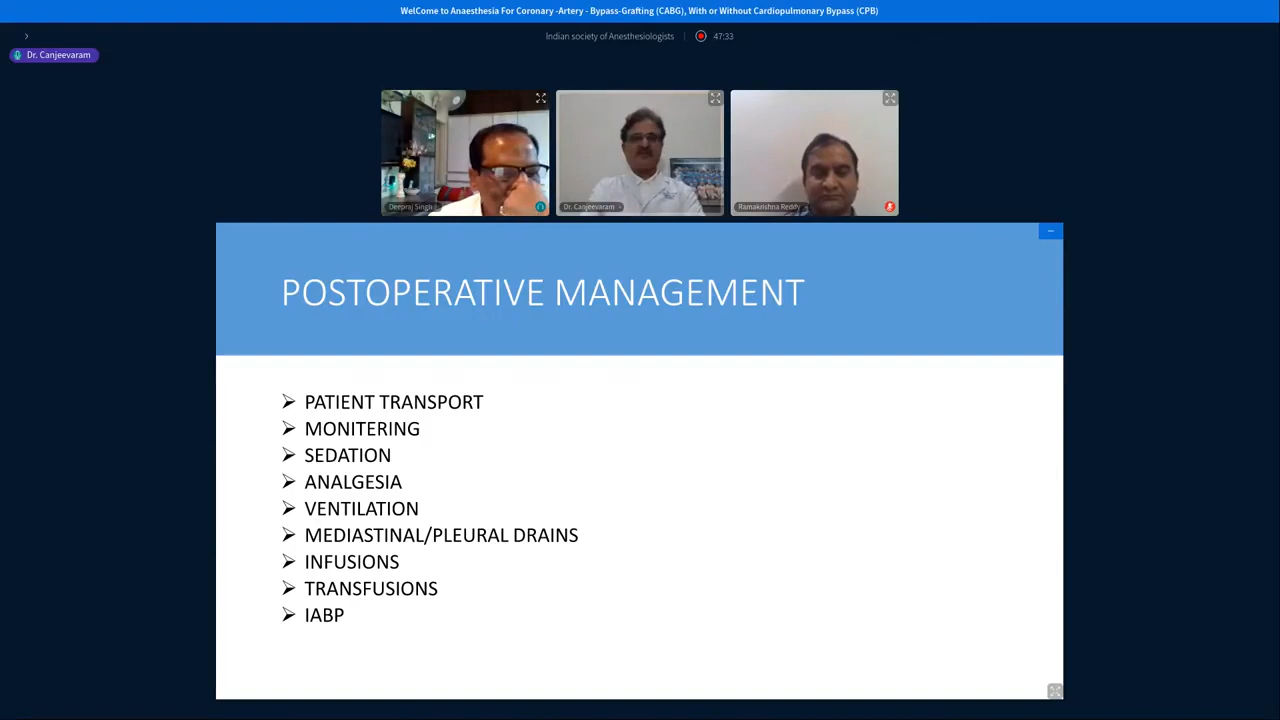 WelCome to Anaesthesia For Coronary -Artery - Bypass-Grafting (CABG), With or Without Cardiopulmonary Bypass (CPB)
Indian society of Anesthesiologists | 47:33
Dr. Canjeevaram
Deepraj Singh
Dr. Canjeevaram
Ramakrishna Reddy
POSTOPERATIVE MANAGEMENT
PATIENT TRANSPORT
MONITERING
SEDATION
ANALGESIA
VENTILATION
MEDIASTINAL/PLEURAL DRAINS
INFUSIONS
TRANSFUSIONS
IABP